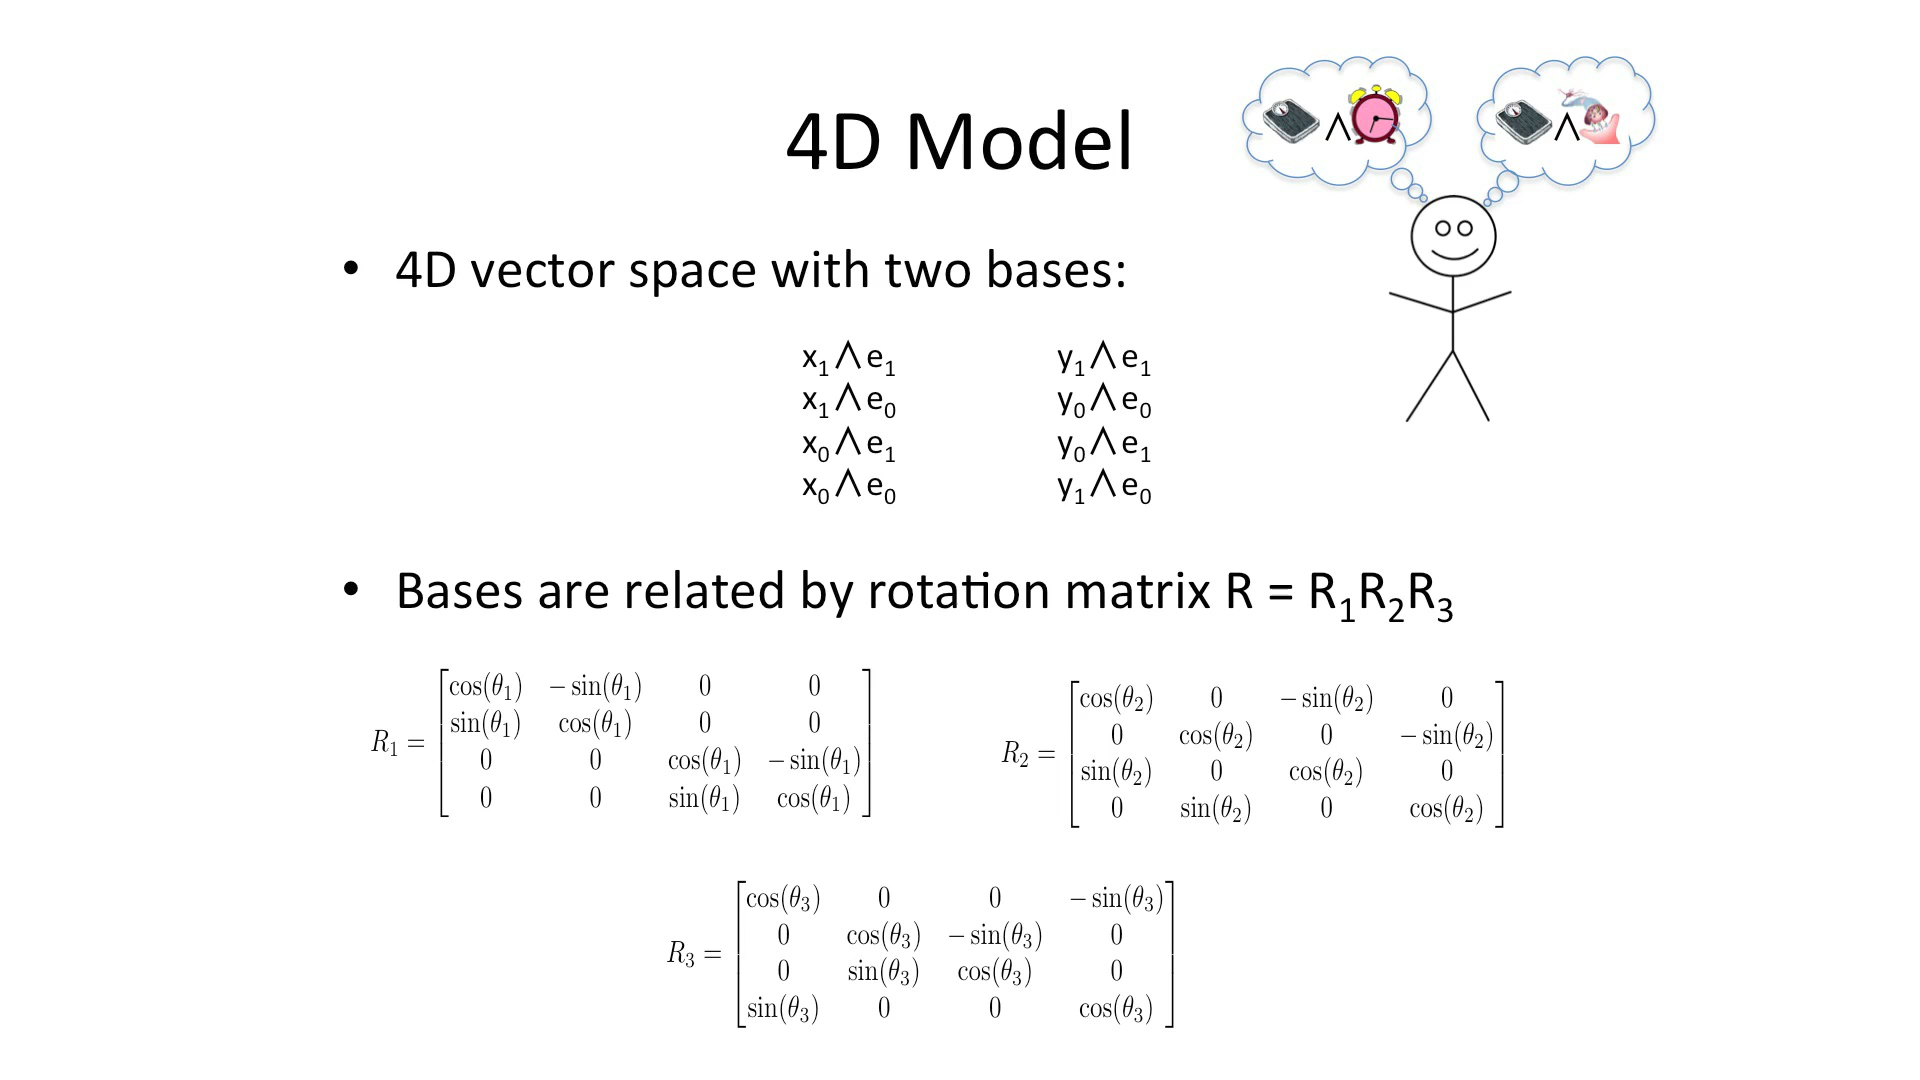 4D Model
∧ ∧
• 4D vector space with two bases:
x₁∧e₁ y₁∧e₁
x₁∧e₀ y₀∧e₀
x₀∧e₁ y₀∧e₁
x₀∧e₀ y₁∧e₀
• Bases are related by rotation matrix R = R₁R₂R₃
cos(θ₁) − sin(θ₁) 0 0
sin(θ₁) cos(θ₁) 0 0
R₁ =
0 0 cos(θ₁) − sin(θ₁)
0 0 sin(θ₁) cos(θ₁)
cos(θ₂) 0 − sin(θ₂) 0
0 cos(θ₂) 0 − sin(θ₂)
R₂ =
sin(θ₂) 0 cos(θ₂) 0
0 sin(θ₂) 0 cos(θ₂)
cos(θ₃) 0 0 − sin(θ₃)
0 cos(θ₃) − sin(θ₃) 0
R₃ =
0 sin(θ₃) cos(θ₃) 0
sin(θ₃) 0 0 cos(θ₃)